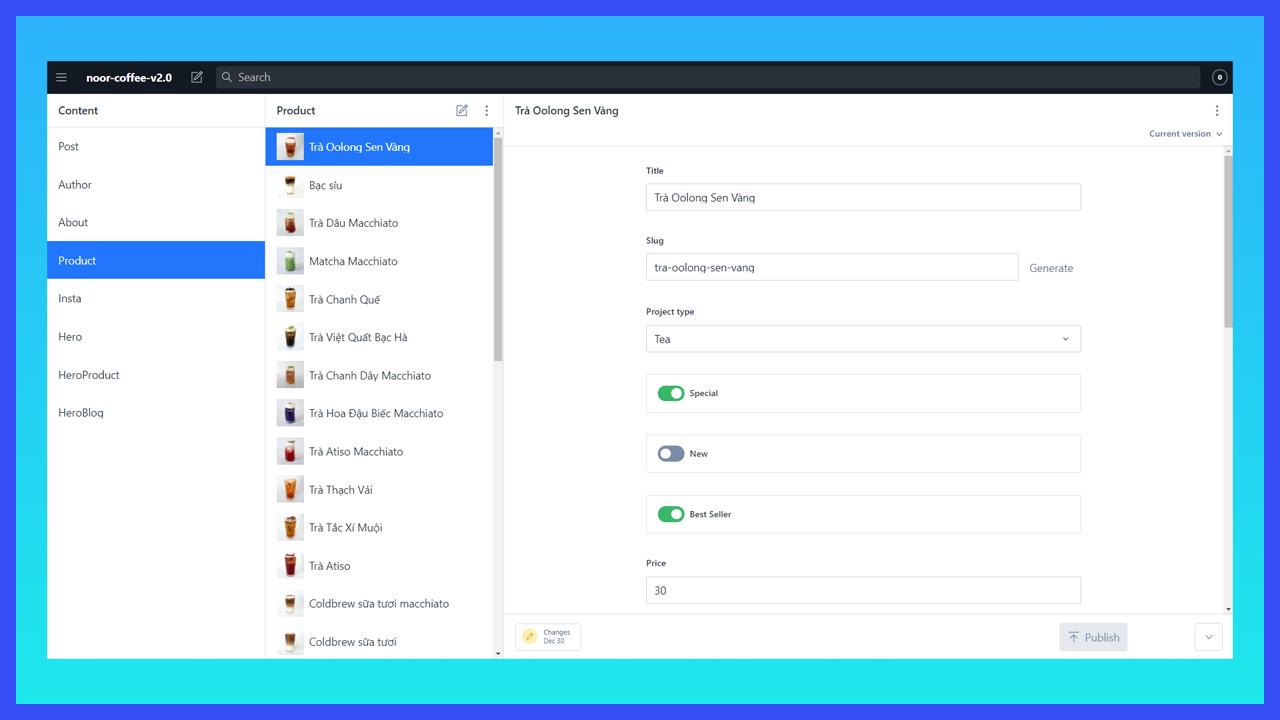 noor-coffee-v2.0
Search
0
Content
Post
Author
About
Product
Insta
Hero
HeroProduct
HeroBlog
Product
Trà Oolong Sen Vàng
Bạc sỉu
Trà Dâu Macchiato
Matcha Macchiato
Trà Chanh Quế
Trà Việt Quất Bạc Hà
Trà Chanh Dây Macchiato
Trà Hoa Đậu Biếc Macchiato
Trà Atiso Macchiato
Trà Thạch Vải
Trà Tắc Xí Muội
Trà Atiso
Coldbrew sữa tươi macchiato
Coldbrew sữa tươi
Trà Oolong Sen Vàng
Current version
Title
Trà Oolong Sen Vàng
Slug
tra-oolong-sen-vang
Generate
Project type
Tea
Special
New
Best Seller
Price
30
Changes
Dec 30
Publish